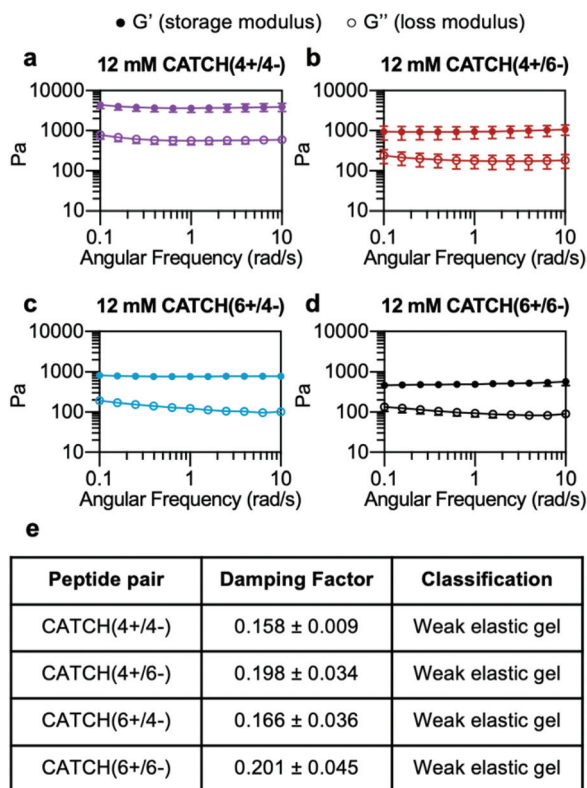 ● G' (storage modulus) ○ G'' (loss modulus)
a 12 mM CATCH(4+/4-)
10000
1000
100
10
Pa
0.1 1 10
Angular Frequency (rad/s)
b 12 mM CATCH(4+/6-)
10000
1000
100
10
Pa
0.1 1 10
Angular Frequency (rad/s)
c 12 mM CATCH(6+/4-)
10000
1000
100
10
Pa
0.1 1 10
Angular Frequency (rad/s)
d 12 mM CATCH(6+/6-)
10000
1000
100
10
Pa
0.1 1 10
Angular Frequency (rad/s)
e
Peptide pair Damping Factor Classification
CATCH(4+/4-) 0.158 ± 0.009 Weak elastic gel
CATCH(4+/6-) 0.198 ± 0.034 Weak elastic gel
CATCH(6+/4-) 0.166 ± 0.036 Weak elastic gel
CATCH(6+/6-) 0.201 ± 0.045 Weak elastic gel